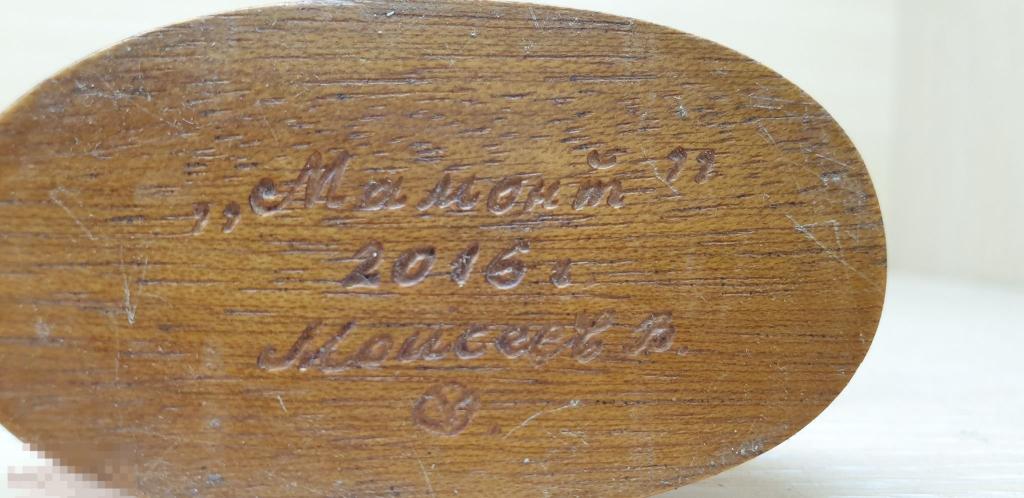 „Мамонт"
2016 г
Моисеев В.